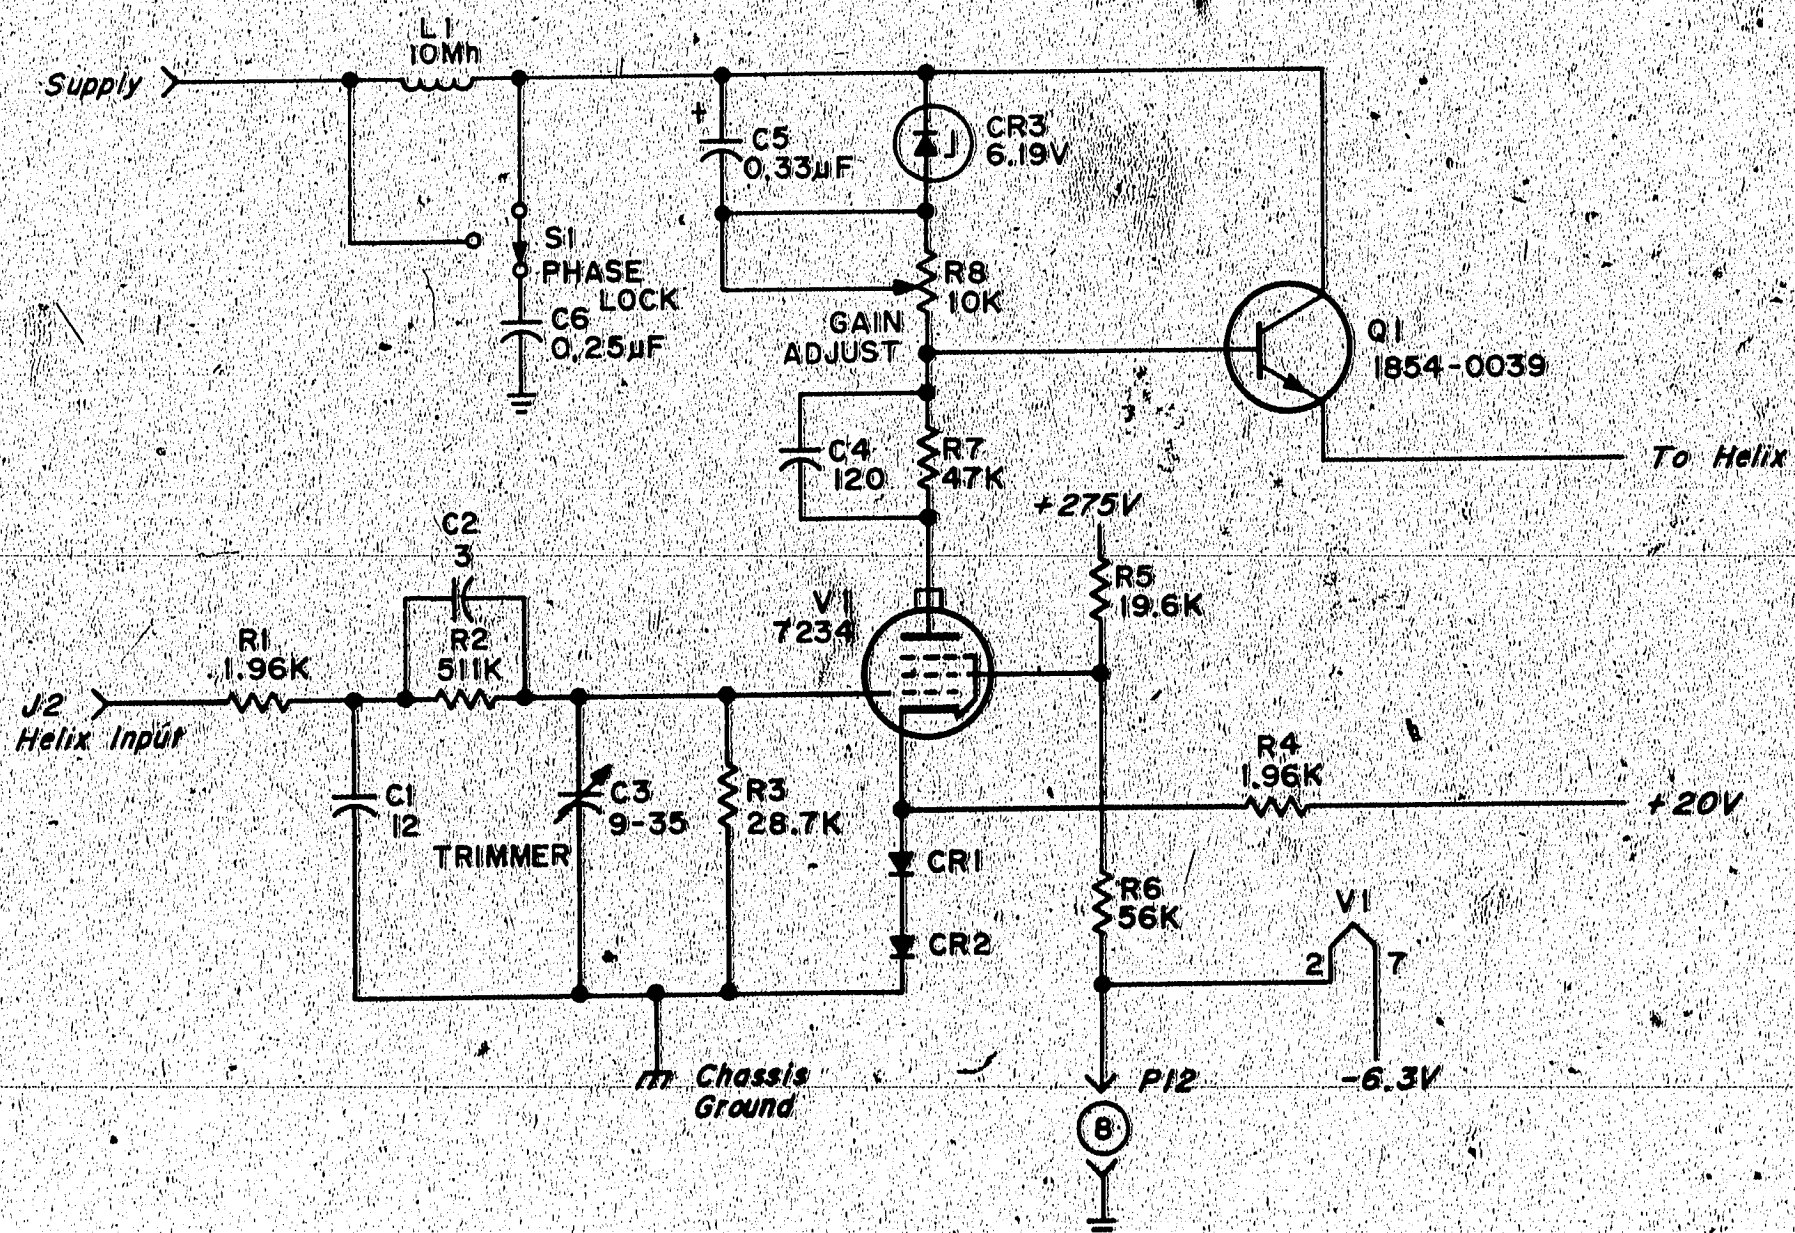 L1
10Mh
Supply
+
C5
0.33µF
CR3
6.19V
S1
PHASE
LOCK
R8
10K
C6
0.25µF
GAIN
ADJUST
Q1
1854-0039
C4
120
R7
47K
To Helix
+275V
C2
3
R5
19.6K
V1
7234
R1
1.96K
R2
511K
J2
Helix Input
R4
1.96K
+20V
C1
12
C3
9-35
TRIMMER
R3
28.7K
CR1
R6
56K
V1
CR2
2
7
Chassis
Ground
P12
-6.3V
8